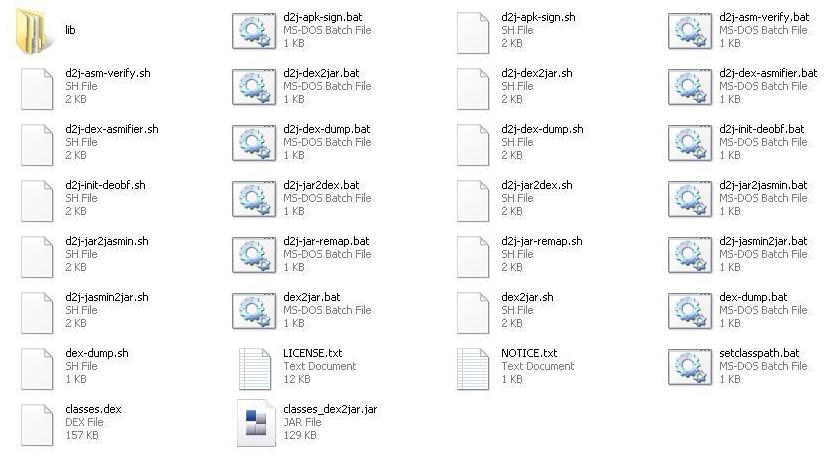 lib
d2j-apk-sign.bat
MS-DOS Batch File
1 KB
d2j-apk-sign.sh
SH File
2 KB
d2j-asm-verify.bat
MS-DOS Batch File
1 KB
d2j-asm-verify.sh
SH File
2 KB
d2j-dex2jar.bat
MS-DOS Batch File
1 KB
d2j-dex2jar.sh
SH File
2 KB
d2j-dex-asmifier.bat
MS-DOS Batch File
1 KB
d2j-dex-asmifier.sh
SH File
2 KB
d2j-dex-dump.bat
MS-DOS Batch File
1 KB
d2j-dex-dump.sh
SH File
2 KB
d2j-init-deobf.bat
MS-DOS Batch File
1 KB
d2j-init-deobf.sh
SH File
2 KB
d2j-jar2dex.bat
MS-DOS Batch File
1 KB
d2j-jar2dex.sh
SH File
2 KB
d2j-jar2jasmin.bat
MS-DOS Batch File
1 KB
d2j-jar2jasmin.sh
SH File
2 KB
d2j-jar-remap.bat
MS-DOS Batch File
1 KB
d2j-jar-remap.sh
SH File
2 KB
d2j-jasmin2jar.bat
MS-DOS Batch File
1 KB
d2j-jasmin2jar.sh
SH File
2 KB
dex2jar.bat
MS-DOS Batch File
1 KB
dex2jar.sh
SH File
2 KB
dex-dump.bat
MS-DOS Batch File
1 KB
dex-dump.sh
SH File
1 KB
LICENSE.txt
Text Document
12 KB
NOTICE.txt
Text Document
1 KB
setclasspath.bat
MS-DOS Batch File
1 KB
classes.dex
DEX File
157 KB
classes_dex2jar.jar
JAR File
129 KB